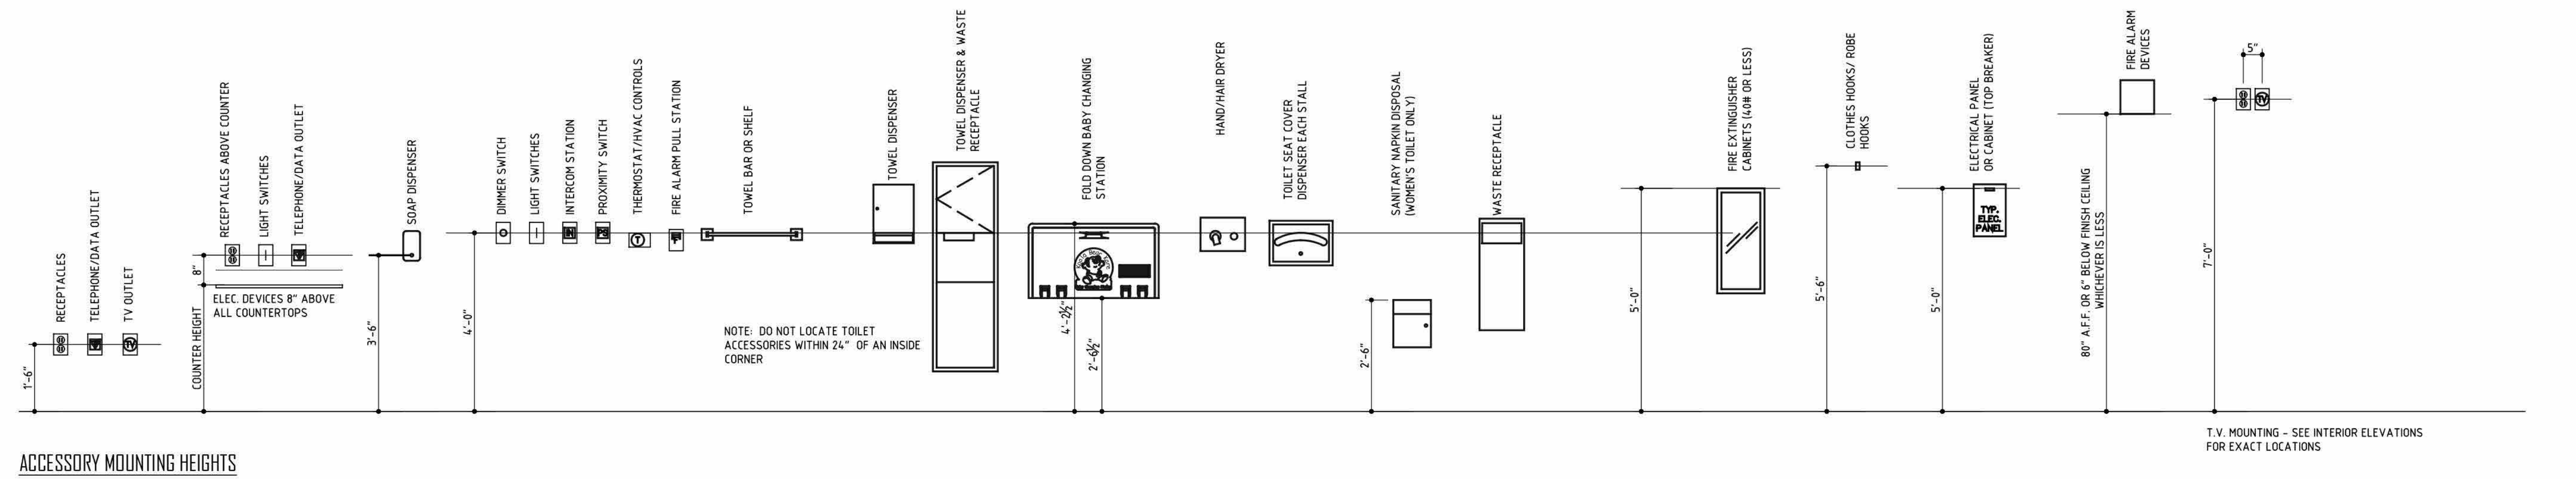 RECEPTACLES
TELEPHONE/DATA OUTLET
TV OUTLET
TV
1'-6"
RECEPTACLES ABOVE COUNTER
LIGHT SWITCHES
TELEPHONE/DATA OUTLET
8"
ELEC. DEVICES 8" ABOVE
ALL COUNTERTOPS
COUNTER HEIGHT
SOAP DISPENSER
3'-6"
DIMMER SWITCH
LIGHT SWITCHES
INTERCOM STATION
PROXIMITY SWITCH
THERMOSTAT/HVAC CONTROLS
FIRE ALARM PULL STATION
IN
PS
T
F
4'-0"
TOWEL BAR OR SHELF
NOTE: DO NOT LOCATE TOILET
ACCESSORIES WITHIN 24" OF AN INSIDE
CORNER
TOWEL DISPENSER
TOWEL DISPENSER & WASTE
RECEPTACLE
FOLD DOWN BABY CHANGING
STATION
4'-2½"
2'-6½"
HAND/HAIR DRYER
TOILET SEAT COVER
DISPENSER EACH STALL
SANITARY NAPKIN DISPOSAL
(WOMEN'S TOILET ONLY)
2'-6"
WASTE RECEPTACLE
FIRE EXTINGUISHER
CABINETS (40# OR LESS)
5'-0"
CLOTHES HOOKS/ ROBE
HOOKS
5'-6"
ELECTRICAL PANEL
OR CABINET (TOP BREAKER)
TYP.
ELEC.
PANEL
5'-0"
FIRE ALARM
DEVICES
80" A.F.F. OR 6" BELOW FINISH CEILING
WHICHEVER IS LESS
5"
TV
7'-0"
T.V. MOUNTING - SEE INTERIOR ELEVATIONS
FOR EXACT LOCATIONS
ACCESSORY MOUNTING HEIGHTS